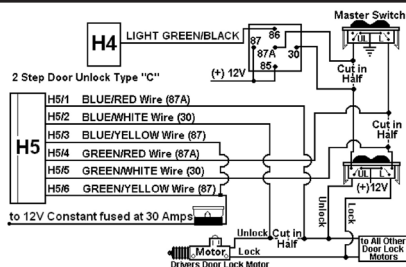 Master Switch
LIGHT GREEN/BLACK
H4
86
87
87A
30
85
UL L
2 Step Door Unlock Type "C"
(+) 12V
Cut in
Half
H5
H5/1 BLUE/RED Wire (87A)
H5/2 BLUE/WHITE Wire (30)
H5/3 BLUE/YELLOW Wire (87)
H5/4 GREEN/RED Wire (87A)
H5/5 GREEN/WHITE Wire (30)
H5/6 GREEN/YELLOW Wire (87)
Cut in
Half
UL L
(+)12V
to 12V Constant fused at 30 Amps
Unlock
Lock
Unlock Cut in
Half
Motor
Lock
Drivers Door Lock Motor
to All Other
Door Lock
Motors